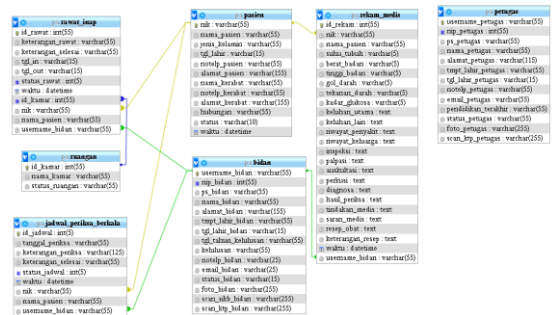 rawat_inap
id_rawat : int(55)
keterangan_rawat : varchar(55)
keterangan_selesai : varchar(55)
tgl_in : varchar(55)
tgl_out : varchar(55)
status_rawat : int(5)
waktu : datetime
id_kamar : int(55)
nik : varchar(55)
nama_pasien : varchar(55)
username_bidan : varchar(55)
ruangan
id_kamar : int(55)
nama_kamar : varchar(55)
status_ruangan : int(55)
jadwal_periksa_berkala
id_jadwal : int(5)
tanggal_periksa : varchar(55)
keterangan_periksa : varchar(125)
keterangan_selesai : varchar(55)
status_jadwal : int(5)
waktu : datetime
nik : varchar(55)
nama_pasien : varchar(55)
username_bidan : varchar(55)
pasien
nik : varchar(55)
nama_pasien : varchar(55)
jenis_kelamin : varchar(55)
tgl_lahir : varchar(15)
notelp_pasien : varchar(55)
alamat_pasien : varchar(155)
nama_kerabat : varchar(55)
notelp_kerabat : varchar(55)
alamat_kerabat : varchar(155)
hubungan : varchar(55)
status : varchar(10)
waktu : datetime
bidan
username_bidan : varchar(55)
nip_bidan : int(55)
ps_bidan : varchar(55)
nama_bidan : varchar(55)
alamat_bidan : varchar(155)
tmpt_lahir_bidan : varchar(55)
tgl_lahir_bidan : varchar(15)
tgl_tahun_kelulusan : varchar(55)
kelulusan : varchar(55)
notelp_bidan : varchar(25)
email_bidan : varchar(25)
status_bidan : varchar(15)
foto_bidan : varchar(255)
scan_sikb_bidan : varchar(255)
scan_ktp_bidan : varchar(255)
rekam_medis
id_rekam : int(55)
nik : varchar(55)
nama_pasien : varchar(55)
suhu_tubuh : varchar(5)
berat_badan : varchar(5)
tinggi_badan : varchar(5)
gol_darah : varchar(5)
tekanan_darah : varchar(5)
kadar_glukosa : varchar(5)
keluhan_utama : text
keluhan_lain : text
riwayat_penyakit : text
riwayat_keluarga : text
inspeksi : text
palpasi : text
auskultasi : text
perkusi : text
diagnosa : text
hasil_periksa : text
tindakan_medis : text
saran_medis : text
resep_obat : text
keterangan_resep : text
waktu : datetime
username_bidan : varchar(55)
petugas
username_petugas : varchar(55)
nip_petugas : int(55)
ps_petugas : varchar(55)
nama_petugas : varchar(55)
alamat_petugas : varchar(115)
tmpt_lahir_petugas : varchar(55)
tgl_lahir_petugas : varchar(15)
notelp_petugas : varchar(55)
email_petugas : varchar(55)
pendidikan_terakhir : varchar(55)
status_petugas : varchar(55)
foto_petugas : varchar(255)
scan_ktp_petugas : varchar(255)